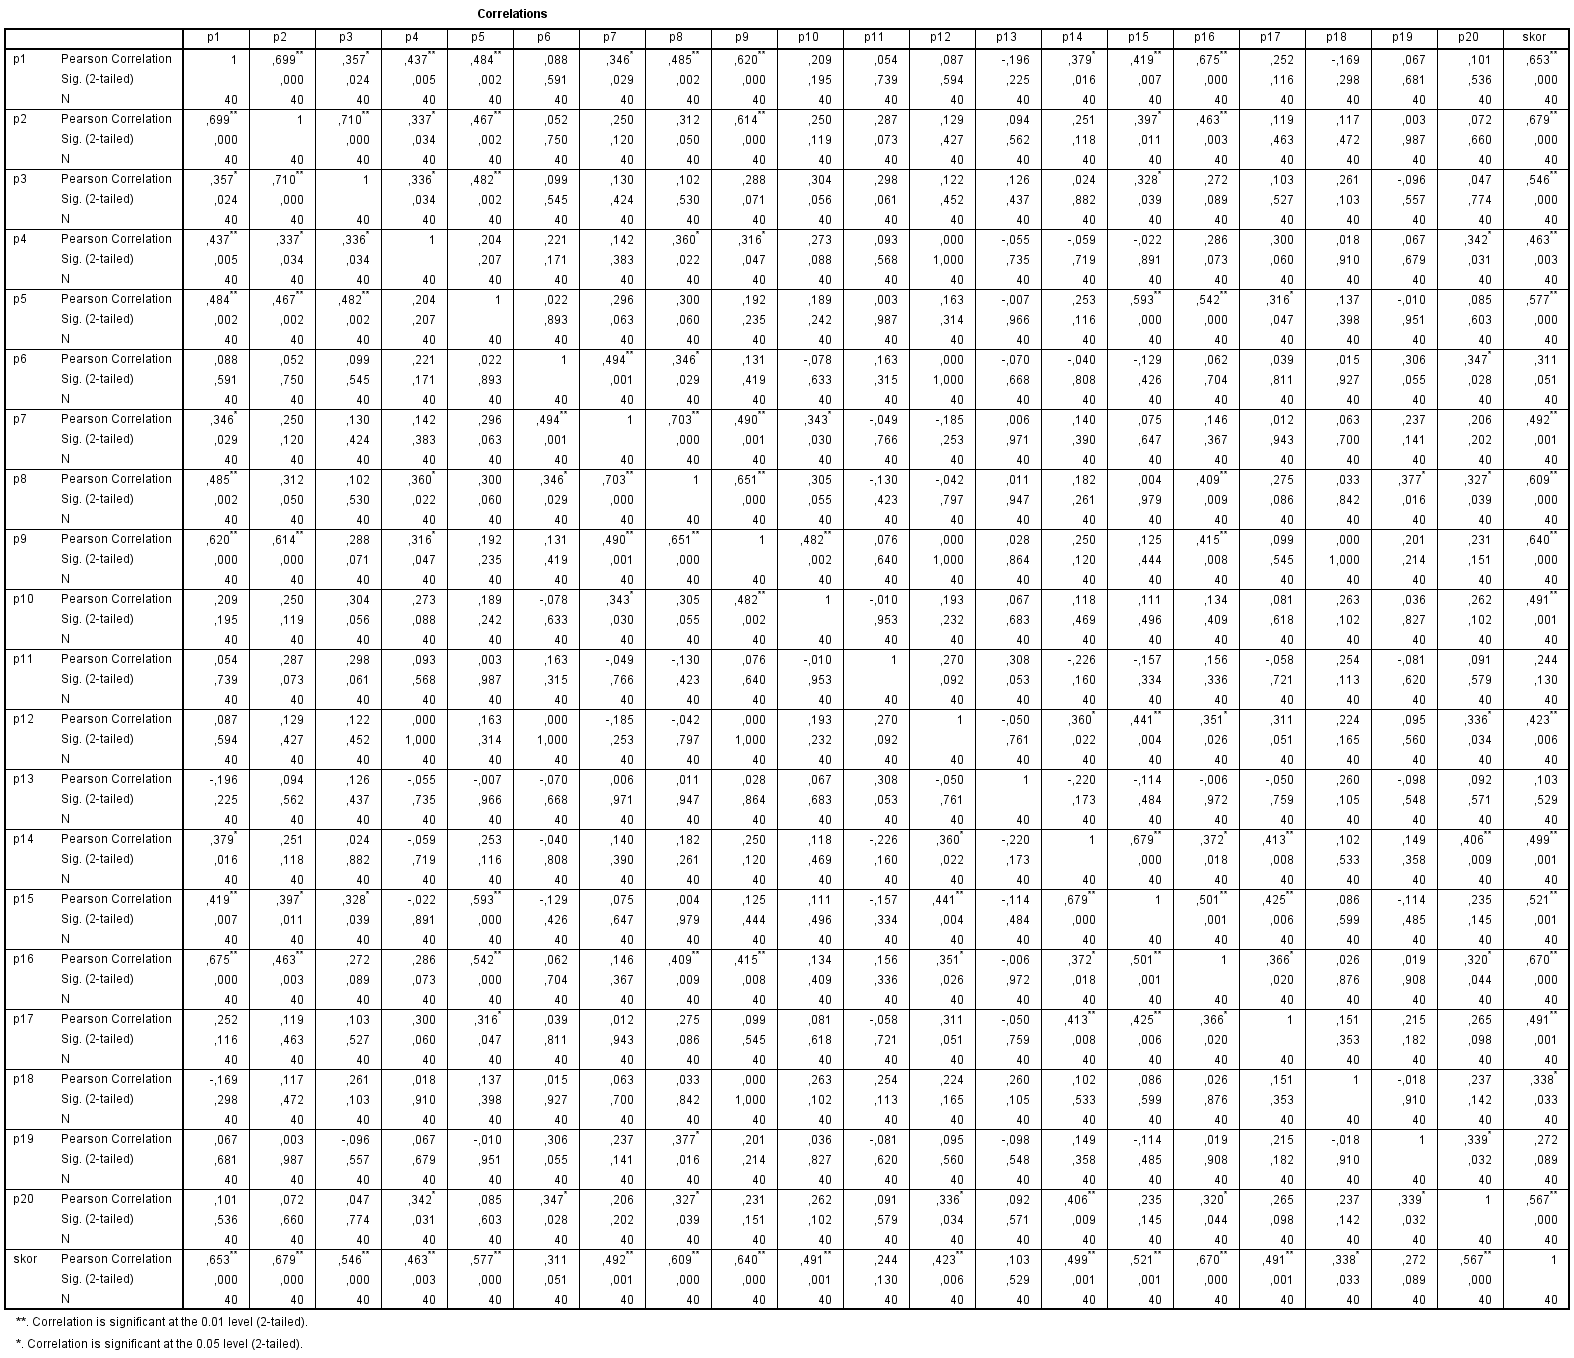 Correlations
p1 p2 p3 p4 p5 p6 p7 p8 p9 p10 p11 p12 p13 p14 p15 p16 p17 p18 p19 p20 skor
p1 Pearson Correlation 1 ,699** ,357* ,437** ,484** ,088 ,346* ,485** ,620** ,209 ,054 ,087 -,196 ,379* ,419** ,675** ,252 -,169 ,067 ,101 ,653**
Sig. (2-tailed) ,000 ,024 ,005 ,002 ,591 ,029 ,002 ,000 ,195 ,739 ,594 ,225 ,016 ,007 ,000 ,116 ,298 ,681 ,536 ,000
N 40 40 40 40 40 40 40 40 40 40 40 40 40 40 40 40 40 40 40 40 40
p2 Pearson Correlation ,699** 1 ,710** ,337* ,467** ,052 ,250 ,312 ,614** ,250 ,287 ,129 ,094 ,251 ,397* ,463** ,119 ,117 ,003 ,072 ,679**
Sig. (2-tailed) ,000 ,000 ,034 ,002 ,750 ,120 ,050 ,000 ,119 ,073 ,427 ,562 ,118 ,011 ,003 ,463 ,472 ,987 ,660 ,000
N 40 40 40 40 40 40 40 40 40 40 40 40 40 40 40 40 40 40 40 40 40
p3 Pearson Correlation ,357* ,710** 1 ,336* ,482** ,099 ,130 ,102 ,288 ,304 ,298 ,122 ,126 ,024 ,328* ,272 ,103 ,261 -,096 ,047 ,546**
Sig. (2-tailed) ,024 ,000 ,034 ,002 ,545 ,424 ,530 ,071 ,056 ,061 ,452 ,437 ,882 ,039 ,089 ,527 ,103 ,557 ,774 ,000
N 40 40 40 40 40 40 40 40 40 40 40 40 40 40 40 40 40 40 40 40 40
p4 Pearson Correlation ,437** ,337* ,336* 1 ,204 ,221 ,142 ,360* ,316* ,273 ,093 ,000 -,055 -,059 -,022 ,286 ,300 ,018 ,067 ,342* ,463**
Sig. (2-tailed) ,005 ,034 ,034 ,207 ,171 ,383 ,022 ,047 ,088 ,568 1,000 ,735 ,719 ,891 ,073 ,060 ,910 ,679 ,031 ,003
N 40 40 40 40 40 40 40 40 40 40 40 40 40 40 40 40 40 40 40 40 40
p5 Pearson Correlation ,484** ,467** ,482** ,204 1 ,022 ,296 ,300 ,192 ,189 ,003 ,163 -,007 ,253 ,593** ,542** ,316* ,137 -,010 ,085 ,577**
Sig. (2-tailed) ,002 ,002 ,002 ,207 ,893 ,063 ,060 ,235 ,242 ,987 ,314 ,966 ,116 ,000 ,000 ,047 ,398 ,951 ,603 ,000
N 40 40 40 40 40 40 40 40 40 40 40 40 40 40 40 40 40 40 40 40 40
p6 Pearson Correlation ,088 ,052 ,099 ,221 ,022 1 ,494** ,346* ,131 -,078 ,163 ,000 -,070 -,040 -,129 ,062 ,039 ,015 ,306 ,347* ,311
Sig. (2-tailed) ,591 ,750 ,545 ,171 ,893 ,001 ,029 ,419 ,633 ,315 1,000 ,668 ,808 ,426 ,704 ,811 ,927 ,055 ,028 ,051
N 40 40 40 40 40 40 40 40 40 40 40 40 40 40 40 40 40 40 40 40 40
p7 Pearson Correlation ,346* ,250 ,130 ,142 ,296 ,494** 1 ,703** ,490** ,343* -,049 -,185 ,006 ,140 ,075 ,146 ,012 ,063 ,237 ,206 ,492**
Sig. (2-tailed) ,029 ,120 ,424 ,383 ,063 ,001 ,000 ,001 ,030 ,766 ,253 ,971 ,390 ,647 ,367 ,943 ,700 ,141 ,202 ,001
N 40 40 40 40 40 40 40 40 40 40 40 40 40 40 40 40 40 40 40 40 40
p8 Pearson Correlation ,485** ,312 ,102 ,360* ,300 ,346* ,703** 1 ,651** ,305 -,130 -,042 ,011 ,182 ,004 ,409** ,275 ,033 ,377* ,327* ,609**
Sig. (2-tailed) ,002 ,050 ,530 ,022 ,060 ,029 ,000 ,000 ,055 ,423 ,797 ,947 ,261 ,979 ,009 ,086 ,842 ,016 ,039 ,000
N 40 40 40 40 40 40 40 40 40 40 40 40 40 40 40 40 40 40 40 40 40
p9 Pearson Correlation ,620** ,614** ,288 ,316* ,192 ,131 ,490** ,651** 1 ,482** ,076 ,000 ,028 ,250 ,125 ,415** ,099 ,000 ,201 ,231 ,640**
Sig. (2-tailed) ,000 ,000 ,071 ,047 ,235 ,419 ,001 ,000 ,002 ,640 1,000 ,864 ,120 ,444 ,008 ,545 1,000 ,214 ,151 ,000
N 40 40 40 40 40 40 40 40 40 40 40 40 40 40 40 40 40 40 40 40 40
p10 Pearson Correlation ,209 ,250 ,304 ,273 ,189 -,078 ,343* ,305 ,482** 1 -,010 ,193 ,067 ,118 ,111 ,134 ,081 ,263 ,036 ,262 ,491**
Sig. (2-tailed) ,195 ,119 ,056 ,088 ,242 ,633 ,030 ,055 ,002 ,953 ,232 ,683 ,469 ,496 ,409 ,618 ,102 ,827 ,102 ,001
N 40 40 40 40 40 40 40 40 40 40 40 40 40 40 40 40 40 40 40 40 40
p11 Pearson Correlation ,054 ,287 ,298 ,093 ,003 ,163 -,049 -,130 ,076 -,010 1 ,270 ,308 -,226 -,157 ,156 -,058 ,254 -,081 ,091 ,244
Sig. (2-tailed) ,739 ,073 ,061 ,568 ,987 ,315 ,766 ,423 ,640 ,953 ,092 ,053 ,160 ,334 ,336 ,721 ,113 ,620 ,579 ,130
N 40 40 40 40 40 40 40 40 40 40 40 40 40 40 40 40 40 40 40 40 40
p12 Pearson Correlation ,087 ,129 ,122 ,000 ,163 ,000 -,185 -,042 ,000 ,193 ,270 1 -,050 ,360* ,441** ,351* ,311 ,224 ,095 ,336* ,423**
Sig. (2-tailed) ,594 ,427 ,452 1,000 ,314 1,000 ,253 ,797 1,000 ,232 ,092 ,761 ,022 ,004 ,026 ,051 ,165 ,560 ,034 ,006
N 40 40 40 40 40 40 40 40 40 40 40 40 40 40 40 40 40 40 40 40 40
p13 Pearson Correlation -,196 ,094 ,126 -,055 -,007 -,070 ,006 ,011 ,028 ,067 ,308 -,050 1 -,220 -,114 -,006 -,050 ,260 -,098 ,092 ,103
Sig. (2-tailed) ,225 ,562 ,437 ,735 ,966 ,668 ,971 ,947 ,864 ,683 ,053 ,761 ,173 ,484 ,972 ,759 ,105 ,548 ,571 ,529
N 40 40 40 40 40 40 40 40 40 40 40 40 40 40 40 40 40 40 40 40 40
p14 Pearson Correlation ,379* ,251 ,024 -,059 ,253 -,040 ,140 ,182 ,250 ,118 -,226 ,360* -,220 1 ,679** ,372* ,413** ,102 ,149 ,406** ,499**
Sig. (2-tailed) ,016 ,118 ,882 ,719 ,116 ,808 ,390 ,261 ,120 ,469 ,160 ,022 ,173 ,000 ,018 ,008 ,533 ,358 ,009 ,001
N 40 40 40 40 40 40 40 40 40 40 40 40 40 40 40 40 40 40 40 40 40
p15 Pearson Correlation ,419** ,397* ,328* -,022 ,593** -,129 ,075 ,004 ,125 ,111 -,157 ,441** -,114 ,679** 1 ,501** ,425** ,086 -,114 ,235 ,521**
Sig. (2-tailed) ,007 ,011 ,039 ,891 ,000 ,426 ,647 ,979 ,444 ,496 ,334 ,004 ,484 ,000 ,001 ,006 ,599 ,485 ,145 ,001
N 40 40 40 40 40 40 40 40 40 40 40 40 40 40 40 40 40 40 40 40 40
p16 Pearson Correlation ,675** ,463** ,272 ,286 ,542** ,062 ,146 ,409** ,415** ,134 ,156 ,351* -,006 ,372* ,501** 1 ,366* ,026 ,019 ,320* ,670**
Sig. (2-tailed) ,000 ,003 ,089 ,073 ,000 ,704 ,367 ,009 ,008 ,409 ,336 ,026 ,972 ,018 ,001 ,020 ,876 ,908 ,044 ,000
N 40 40 40 40 40 40 40 40 40 40 40 40 40 40 40 40 40 40 40 40 40
p17 Pearson Correlation ,252 ,119 ,103 ,300 ,316* ,039 ,012 ,275 ,099 ,081 -,058 ,311 -,050 ,413** ,425** ,366* 1 ,151 ,215 ,265 ,491**
Sig. (2-tailed) ,116 ,463 ,527 ,060 ,047 ,811 ,943 ,086 ,545 ,618 ,721 ,051 ,759 ,008 ,006 ,020 ,353 ,182 ,098 ,001
N 40 40 40 40 40 40 40 40 40 40 40 40 40 40 40 40 40 40 40 40 40
p18 Pearson Correlation -,169 ,117 ,261 ,018 ,137 ,015 ,063 ,033 ,000 ,263 ,254 ,224 ,260 ,102 ,086 ,026 ,151 1 -,018 ,237 ,338*
Sig. (2-tailed) ,298 ,472 ,103 ,910 ,398 ,927 ,700 ,842 1,000 ,102 ,113 ,165 ,105 ,533 ,599 ,876 ,353 ,910 ,142 ,033
N 40 40 40 40 40 40 40 40 40 40 40 40 40 40 40 40 40 40 40 40 40
p19 Pearson Correlation ,067 ,003 -,096 ,067 -,010 ,306 ,237 ,377* ,201 ,036 -,081 ,095 -,098 ,149 -,114 ,019 ,215 -,018 1 ,339* ,272
Sig. (2-tailed) ,681 ,987 ,557 ,679 ,951 ,055 ,141 ,016 ,214 ,827 ,620 ,560 ,548 ,358 ,485 ,908 ,182 ,910 ,032 ,089
N 40 40 40 40 40 40 40 40 40 40 40 40 40 40 40 40 40 40 40 40 40
p20 Pearson Correlation ,101 ,072 ,047 ,342* ,085 ,347* ,206 ,327* ,231 ,262 ,091 ,336* ,092 ,406** ,235 ,320* ,265 ,237 ,339* 1 ,567**
Sig. (2-tailed) ,536 ,660 ,774 ,031 ,603 ,028 ,202 ,039 ,151 ,102 ,579 ,034 ,571 ,009 ,145 ,044 ,098 ,142 ,032 ,000
N 40 40 40 40 40 40 40 40 40 40 40 40 40 40 40 40 40 40 40 40 40
skor Pearson Correlation ,653** ,679** ,546** ,463** ,577** ,311 ,492** ,609** ,640** ,491** ,244 ,423** ,103 ,499** ,521** ,670** ,491** ,338* ,272 ,567** 1
Sig. (2-tailed) ,000 ,000 ,000 ,003 ,000 ,051 ,001 ,000 ,000 ,001 ,130 ,006 ,529 ,001 ,001 ,000 ,001 ,033 ,089 ,000
N 40 40 40 40 40 40 40 40 40 40 40 40 40 40 40 40 40 40 40 40 40
**. Correlation is significant at the 0.01 level (2-tailed).
*. Correlation is significant at the 0.05 level (2-tailed).